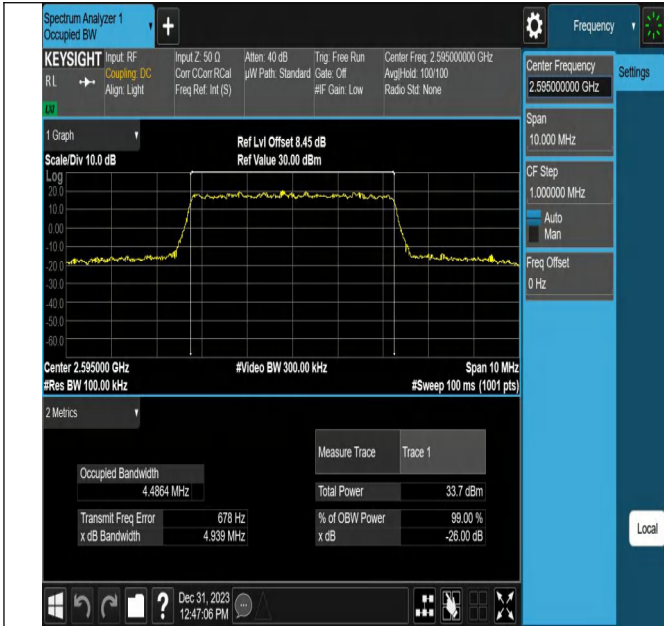 Spectrum Analyzer 1
Occupied BW
Frequency
KEYSIGHT
RL
LXI
Input: RF
Coupling: DC
Align: Light
Input Z: 50 Ω
Corr CCorr RCal
Freq Ref: Int (S)
Atten: 40 dB
µW Path: Standard
Trig: Free Run
Gate: Off
#IF Gain: Low
Center Freq: 2.595000000 GHz
Avg|Hold: 100/100
Radio Std: None
Center Frequency
2.595000000 GHz
Settings
Span
10.000 MHz
CF Step
1.000000 MHz
Auto
Man
Freq Offset
0 Hz
Local
1 Graph
Scale/Div 10.0 dB
Ref Lvl Offset 8.45 dB
Ref Value 30.00 dBm
Log
20.0
10.0
0.00
-10.0
-20.0
-30.0
-40.0
-50.0
-60.0
Center 2.595000 GHz
#Video BW 300.00 kHz
Span 10 MHz
#Res BW 100.00 kHz
#Sweep 100 ms (1001 pts)
2 Metrics
Measure Trace Trace 1
Occupied Bandwidth
4.4864 MHz
Total Power 33.7 dBm
Transmit Freq Error 678 Hz
% of OBW Power 99.00 %
x dB Bandwidth 4.939 MHz
x dB -26.00 dB
Dec 31, 2023
12:47:06 PM